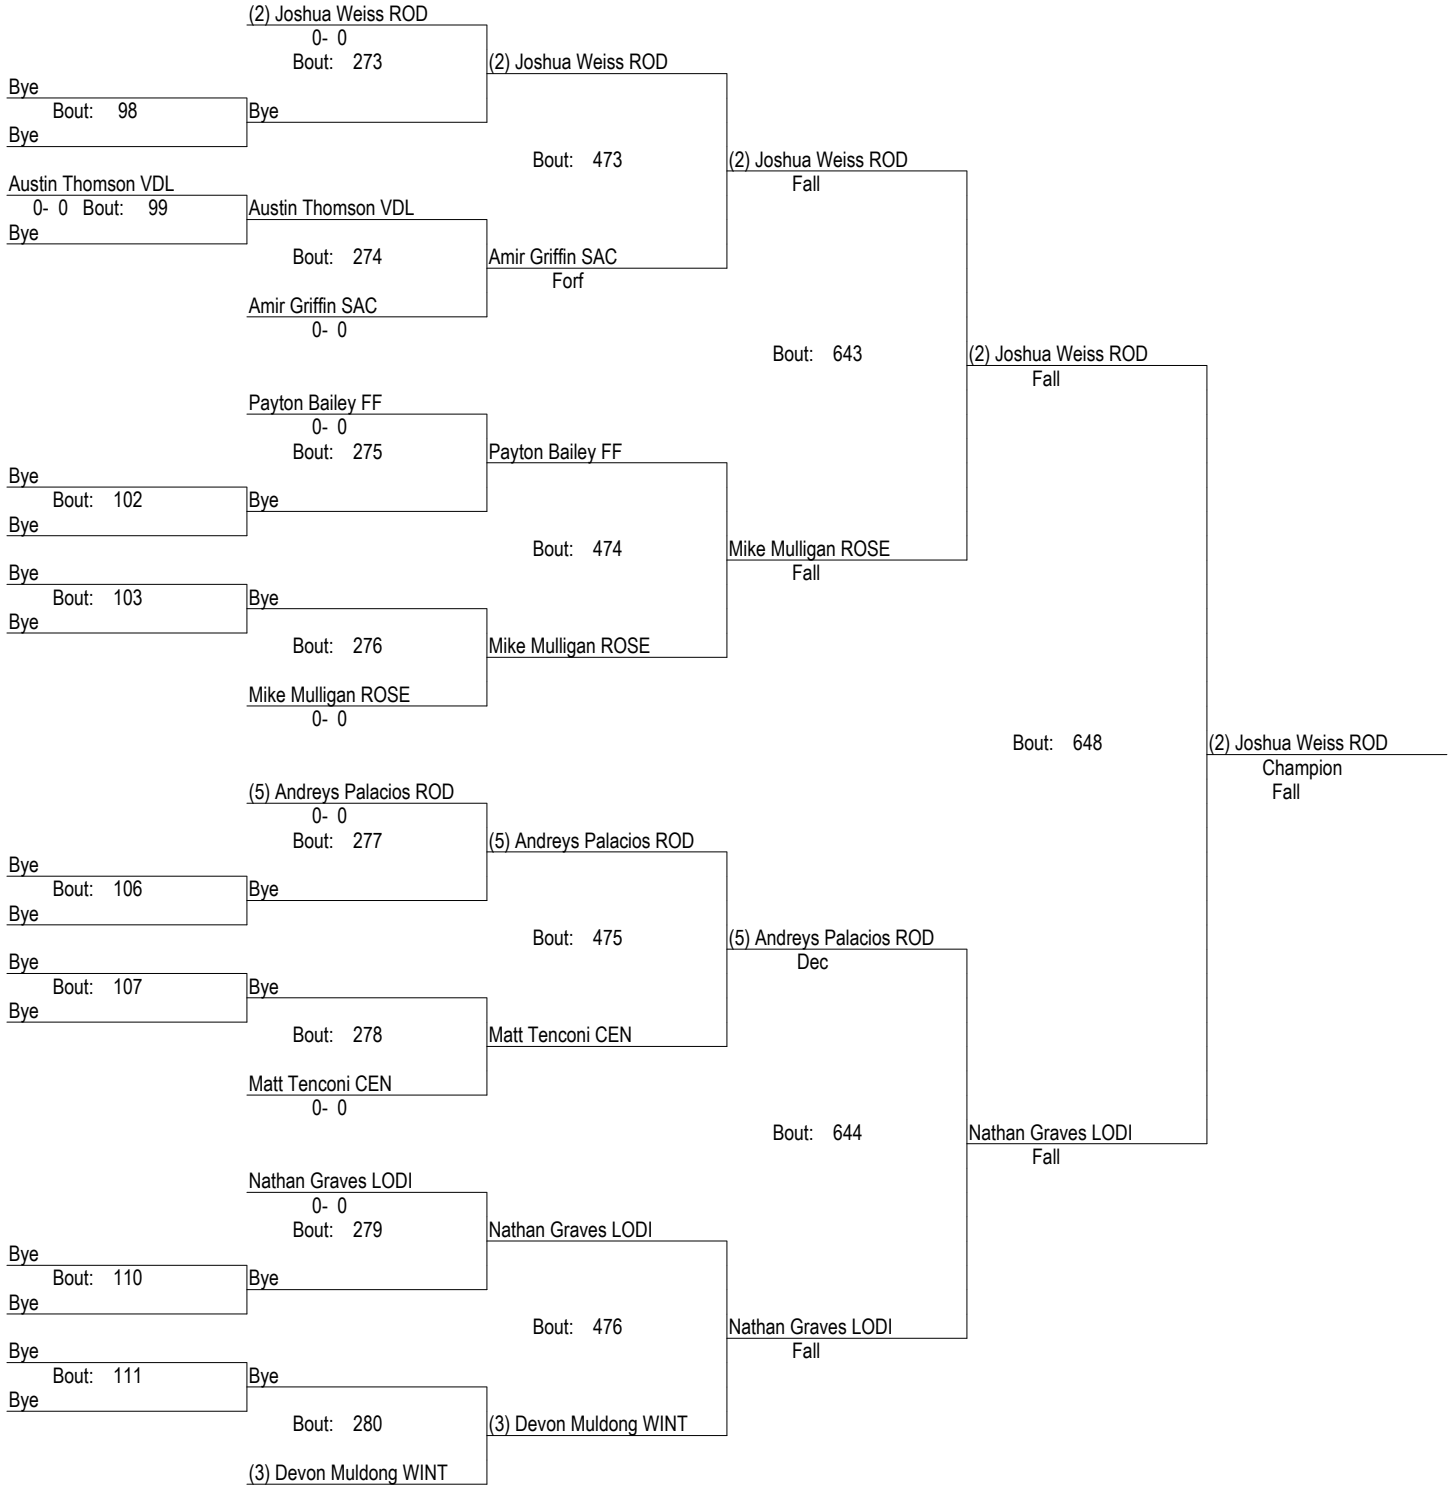 (2) Joshua Weiss ROD
0- 0
Bout: 273
(2) Joshua Weiss ROD
Bye
Bout: 98
Bye
Bye
Bout: 473
(2) Joshua Weiss ROD
Fall
Austin Thomson VDL
0- 0 Bout: 99
Austin Thomson VDL
Bye
Bout: 274
Amir Griffin SAC
Forf
Amir Griffin SAC
0- 0
Bout: 643
(2) Joshua Weiss ROD
Fall
Payton Bailey FF
0- 0
Bout: 275
Payton Bailey FF
Bye
Bout: 102
Bye
Bye
Bout: 474
Mike Mulligan ROSE
Fall
Bye
Bout: 103
Bye
Bye
Bout: 276
Mike Mulligan ROSE
Mike Mulligan ROSE
0- 0
Bout: 648
(2) Joshua Weiss ROD
Champion
Fall
(5) Andreys Palacios ROD
0- 0
Bout: 277
(5) Andreys Palacios ROD
Bye
Bout: 106
Bye
Bye
Bout: 475
(5) Andreys Palacios ROD
Dec
Bye
Bout: 107
Bye
Bye
Bout: 278
Matt Tenconi CEN
Matt Tenconi CEN
0- 0
Bout: 644
Nathan Graves LODI
Fall
Nathan Graves LODI
0- 0
Bout: 279
Nathan Graves LODI
Bye
Bout: 110
Bye
Bye
Bout: 476
Nathan Graves LODI
Fall
Bye
Bout: 111
Bye
Bye
Bout: 280
(3) Devon Muldong WINT
(3) Devon Muldong WINT